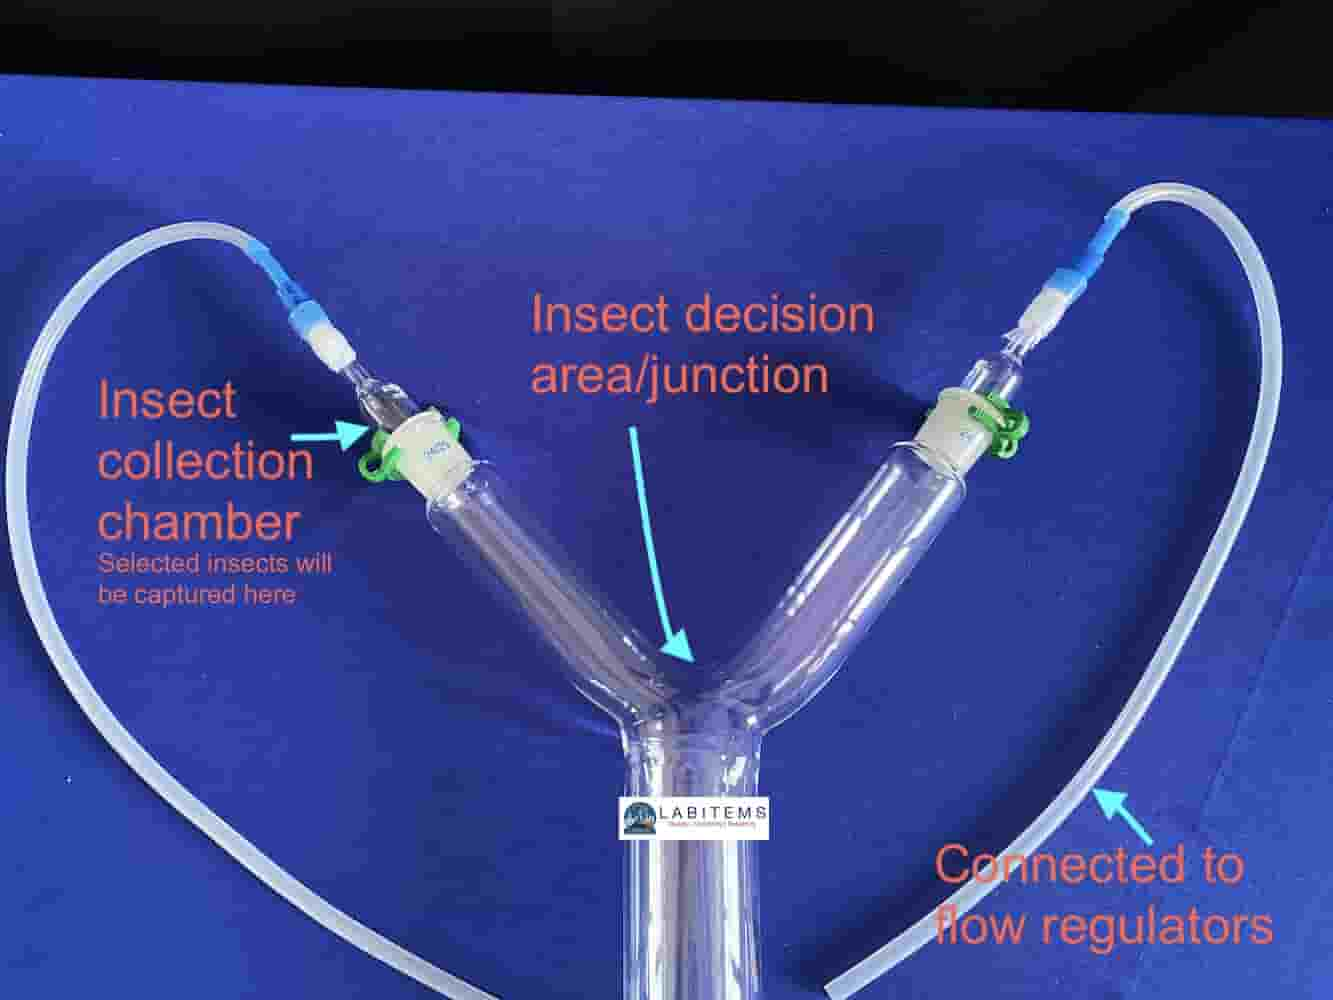 Insect decision
area/junction
Insect
collection
chamber
Selected insects will
be captured here
LABITEMS
Connected to
flow regulators